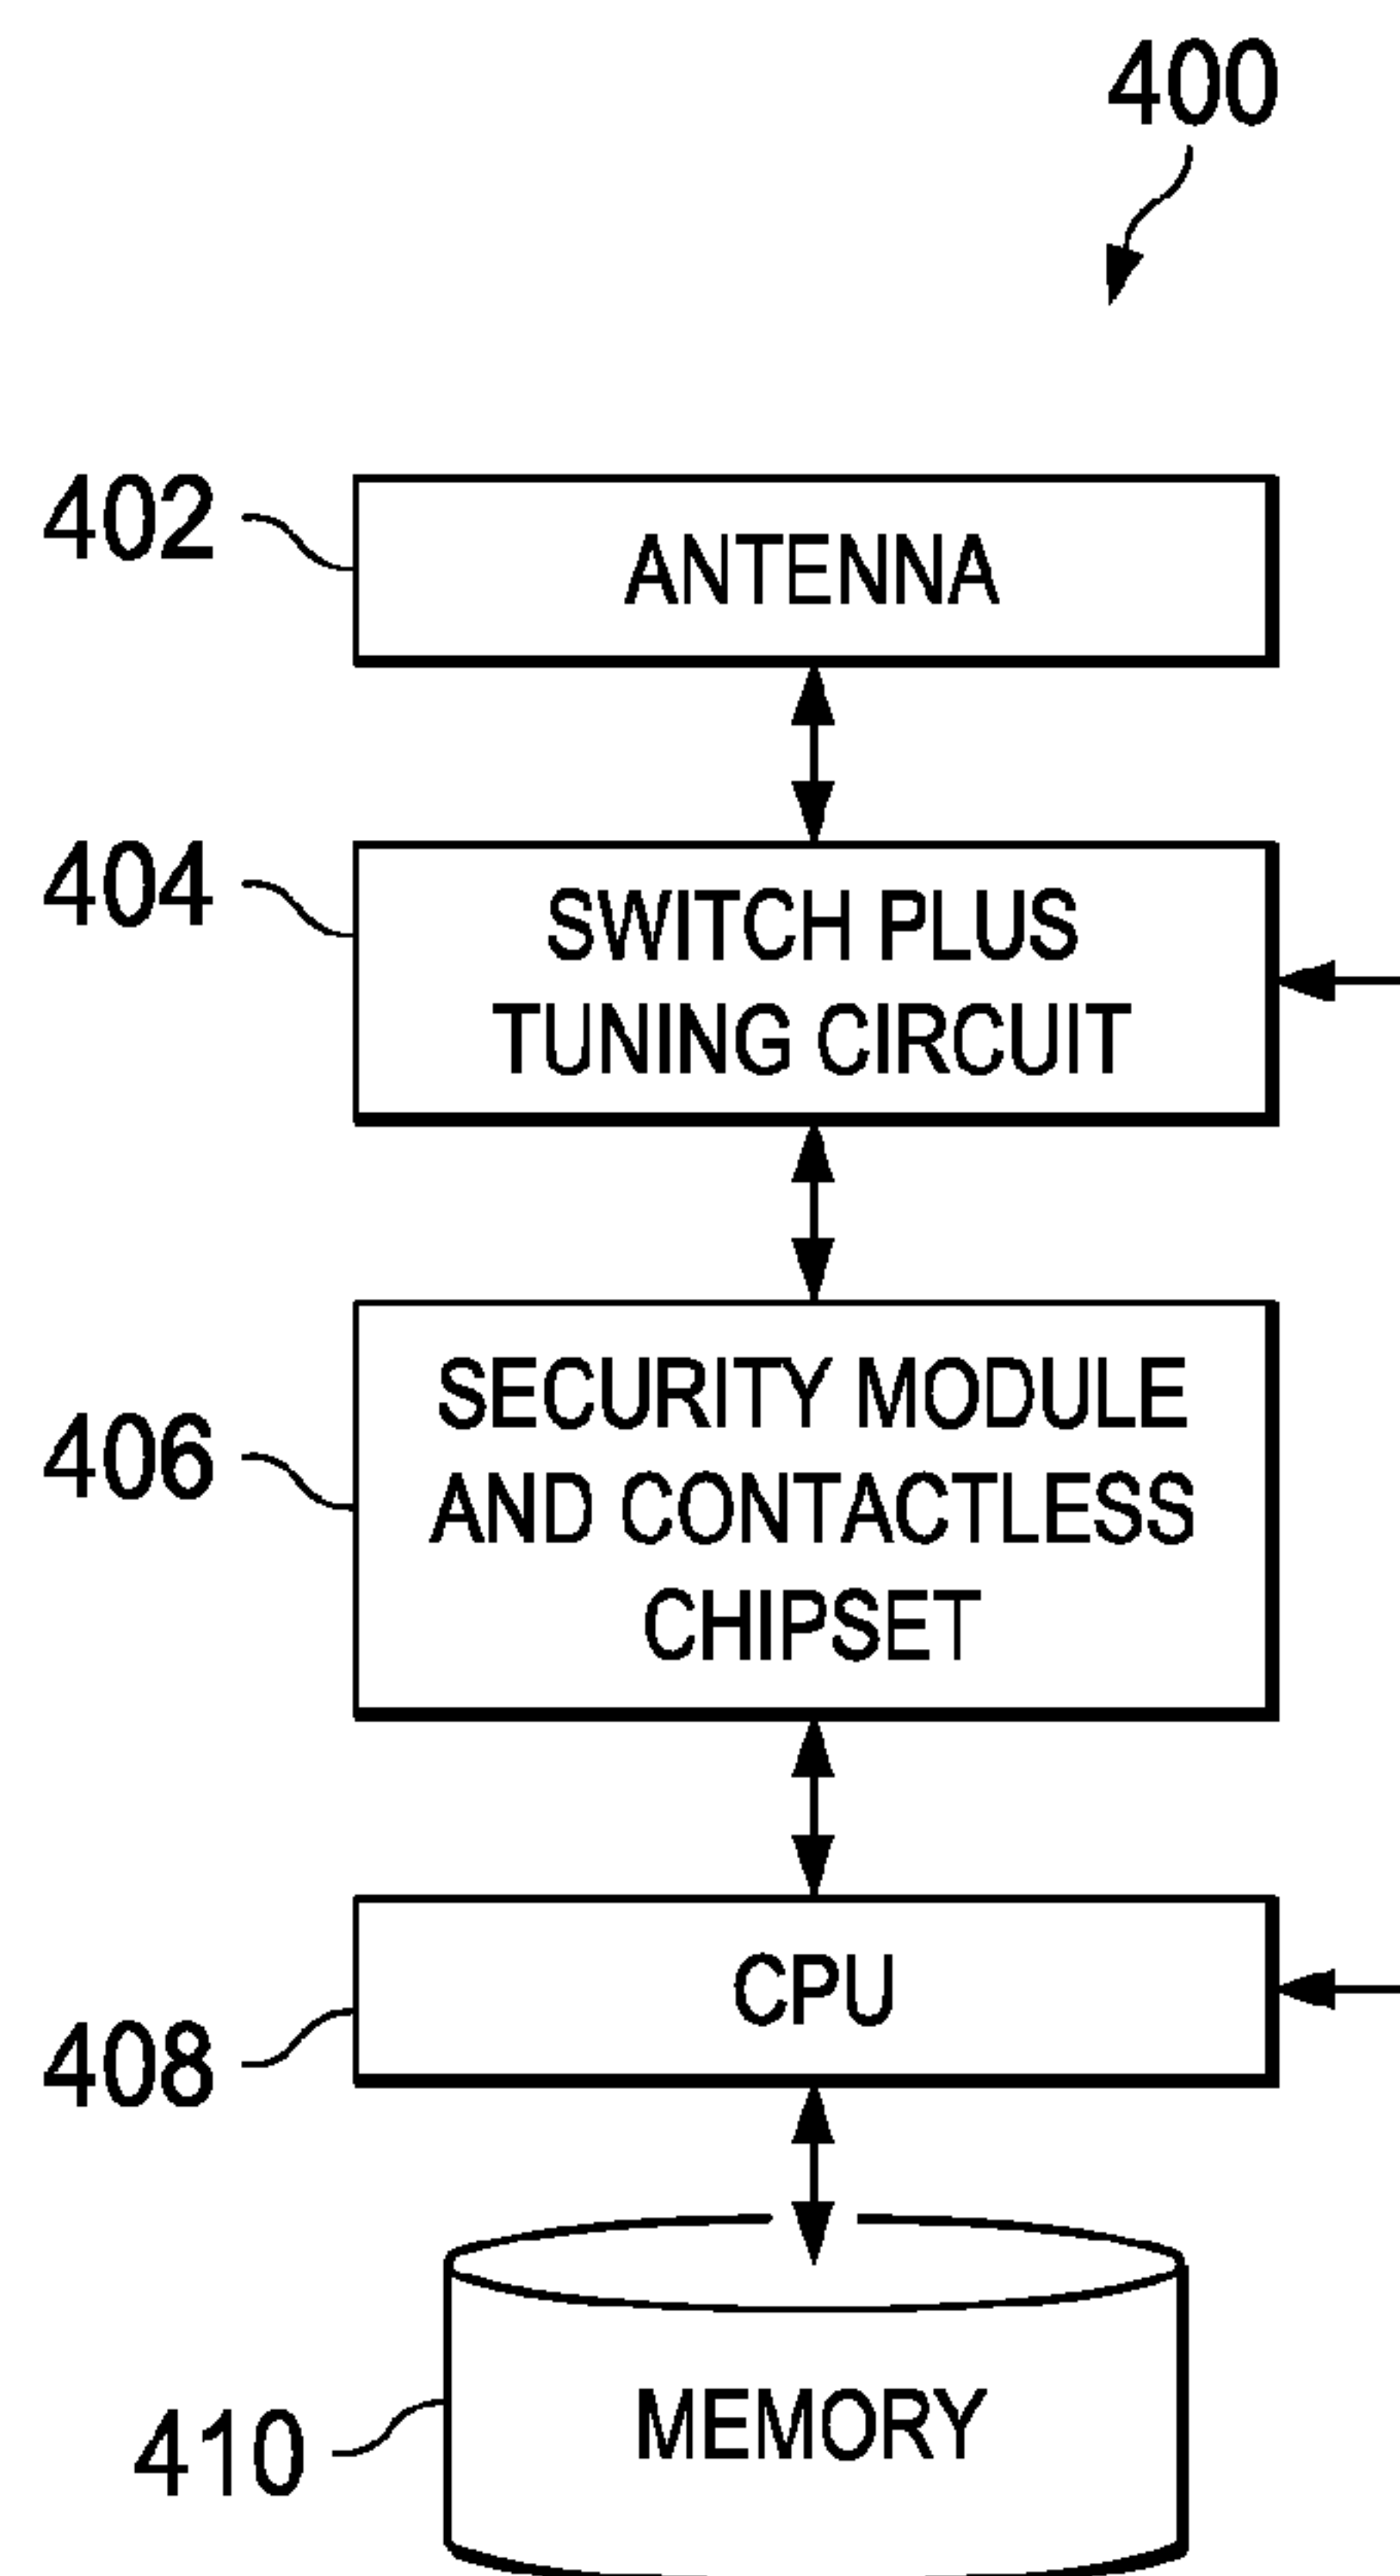 400
402
ANTENNA
404
SWITCH PLUS
TUNING CIRCUIT
406
SECURITY MODULE
AND CONTACTLESS
CHIPSET
408
CPU
410
MEMORY